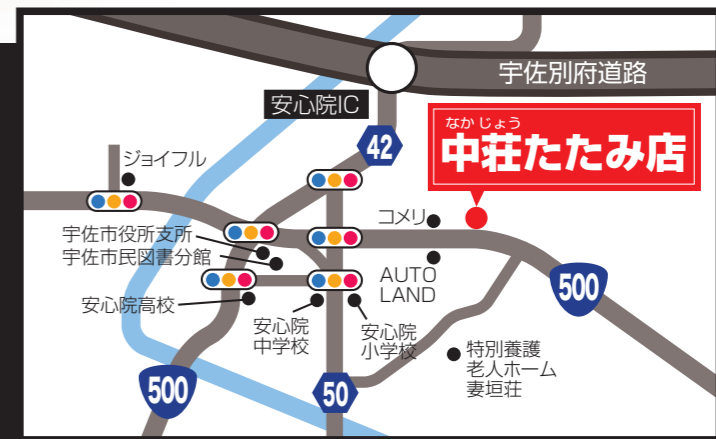 宇佐別府道路
安心院IC
42
なかじょう
中荘たたみ店
ジョイフル
コメリ
宇佐市役所支所
宇佐市民図書分館
AUTO
LAND
500
安心院高校
安心院
中学校
安心院
小学校
特別養護
老人ホーム
妻垣荘
500
50